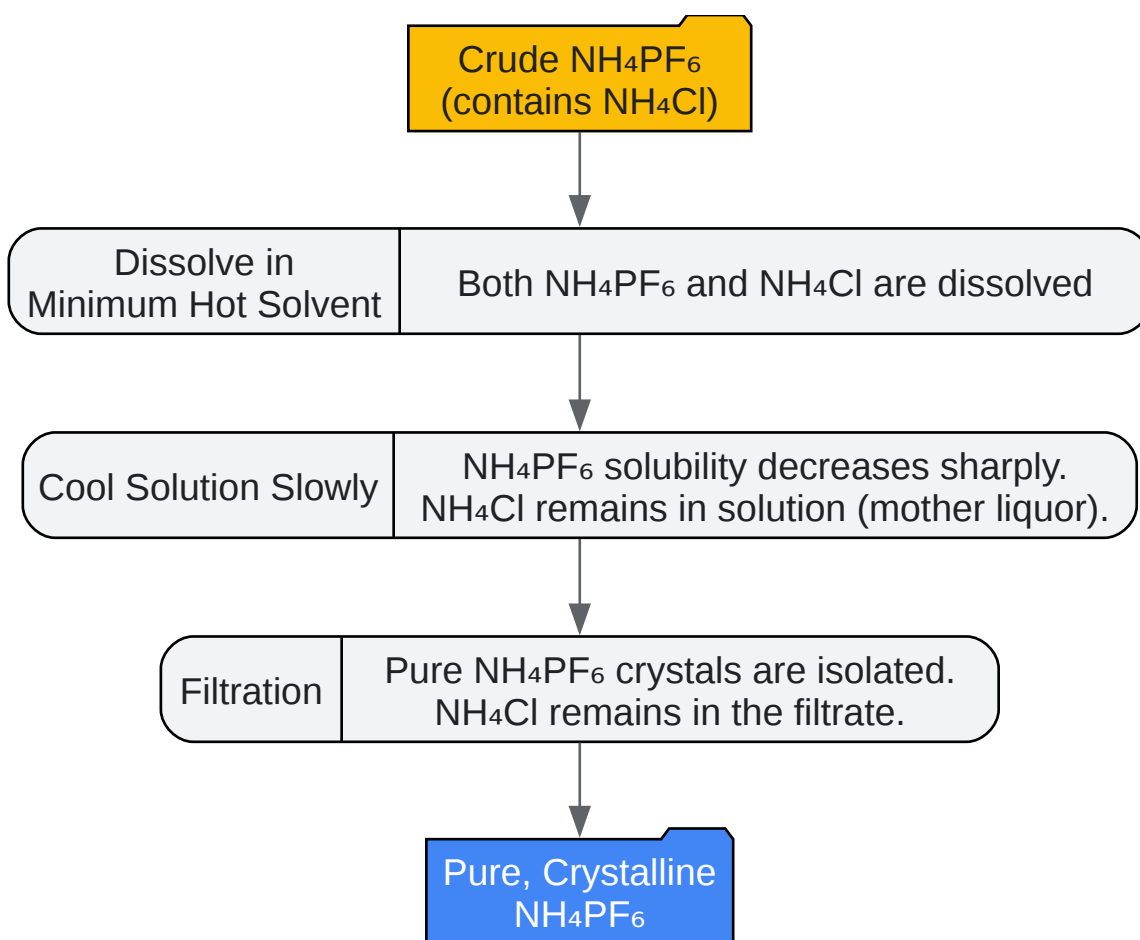 Crude NH₄PF₆
(contains NH₄Cl)
Dissolve in
Minimum Hot Solvent
Both NH₄PF₆ and NH₄Cl are dissolved
Cool Solution Slowly
NH₄PF₆ solubility decreases sharply.
NH₄Cl remains in solution (mother liquor).
Filtration
Pure NH₄PF₆ crystals are isolated.
NH₄Cl remains in the filtrate.
Pure, Crystalline
NH₄PF₆